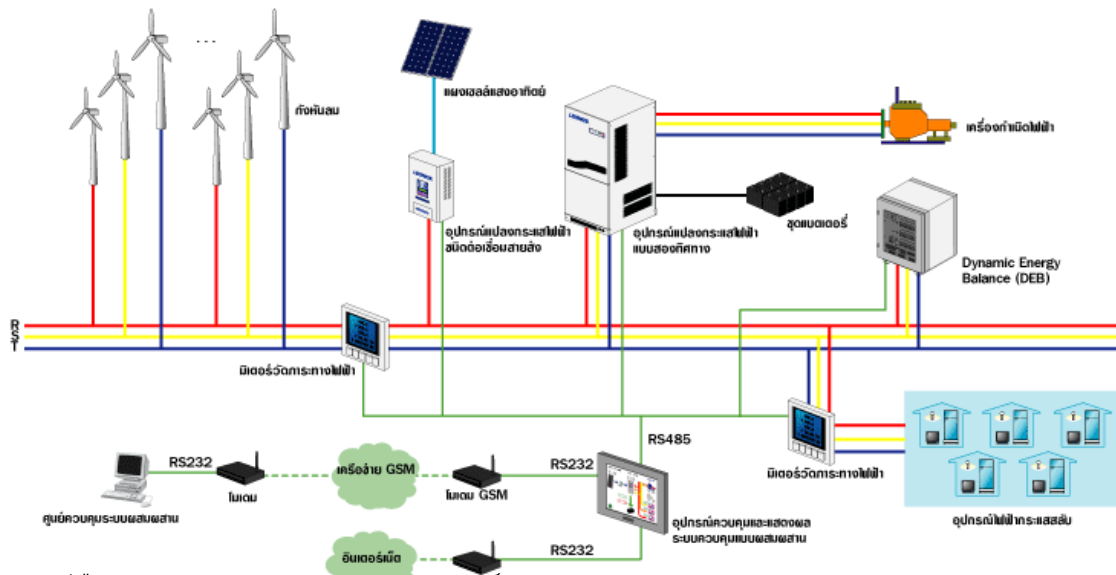 ...
กังหันลม
แผงเซลล์แสงอาทิตย์
เครื่องกำเนิดไฟฟ้า
ชุดแบตเตอรี่
อุปกรณ์แปลงกระแสไฟฟ้า
ชนิดต่อเชื่อมสายส่ง
อุปกรณ์แปลงกระแสไฟฟ้า
แบบสองทิศทาง
Dynamic Energy
Balance (DEB)
R
S
T
มิเตอร์วัดภาระทางไฟฟ้า
RS485
มิเตอร์วัดภาระทางไฟฟ้า
RS232
เครือข่าย GSM
RS232
โมเดม
โมเดม GSM
ศูนย์ควบคุมระบบผสมผสาน
อุปกรณ์ควบคุมและแสดงผล
ระบบควบคุมแบบผสมผสาน
อุปกรณ์ไฟฟ้ากระแสสลับ
อินเตอร์เน็ต
RS232